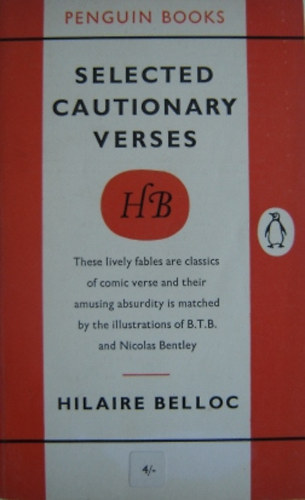 PENGUIN BOOKS
SELECTED
CAUTIONARY
VERSES
HB
These lively fables are classics
of comic verse and their
amusing absurdity is matched
by the illustrations of B.T.B.
and Nicolas Bentley
HILAIRE BELLOC
4/-